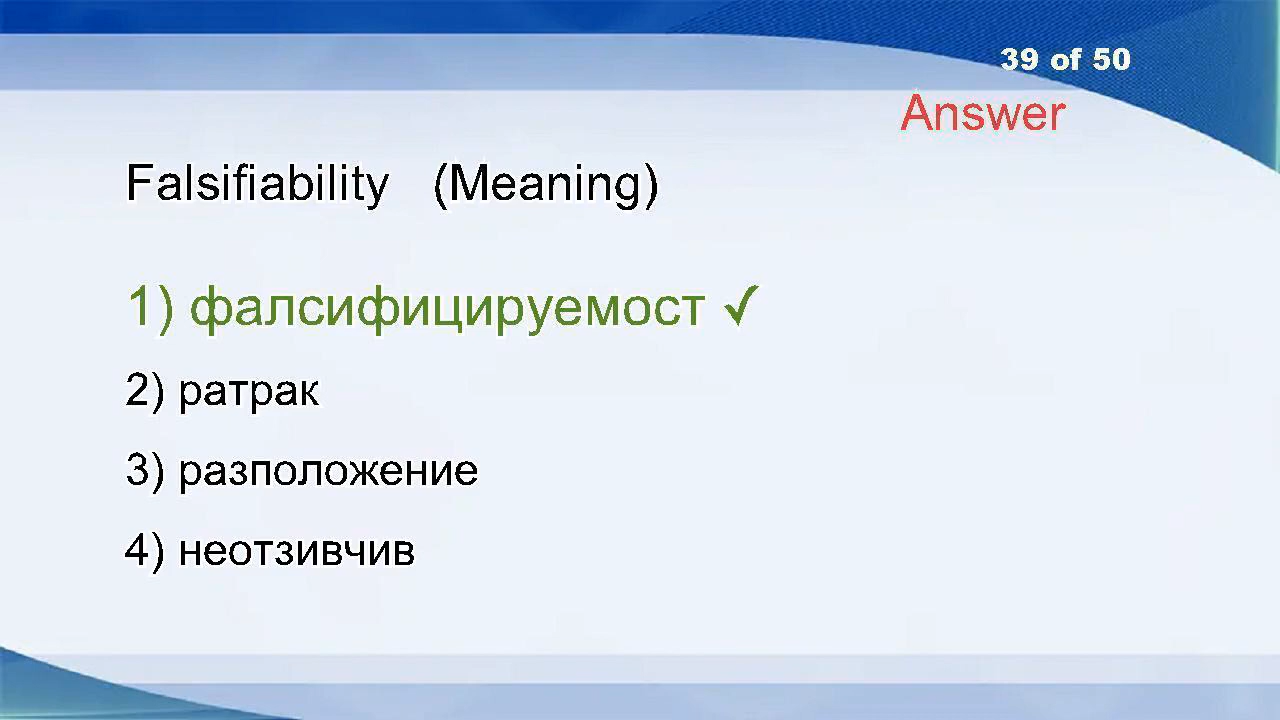 39 of 50
Answer
Falsifiability (Meaning)
1) фалсифицируемост ✓
2) ратрак
3) разположение
4) неотзивчив